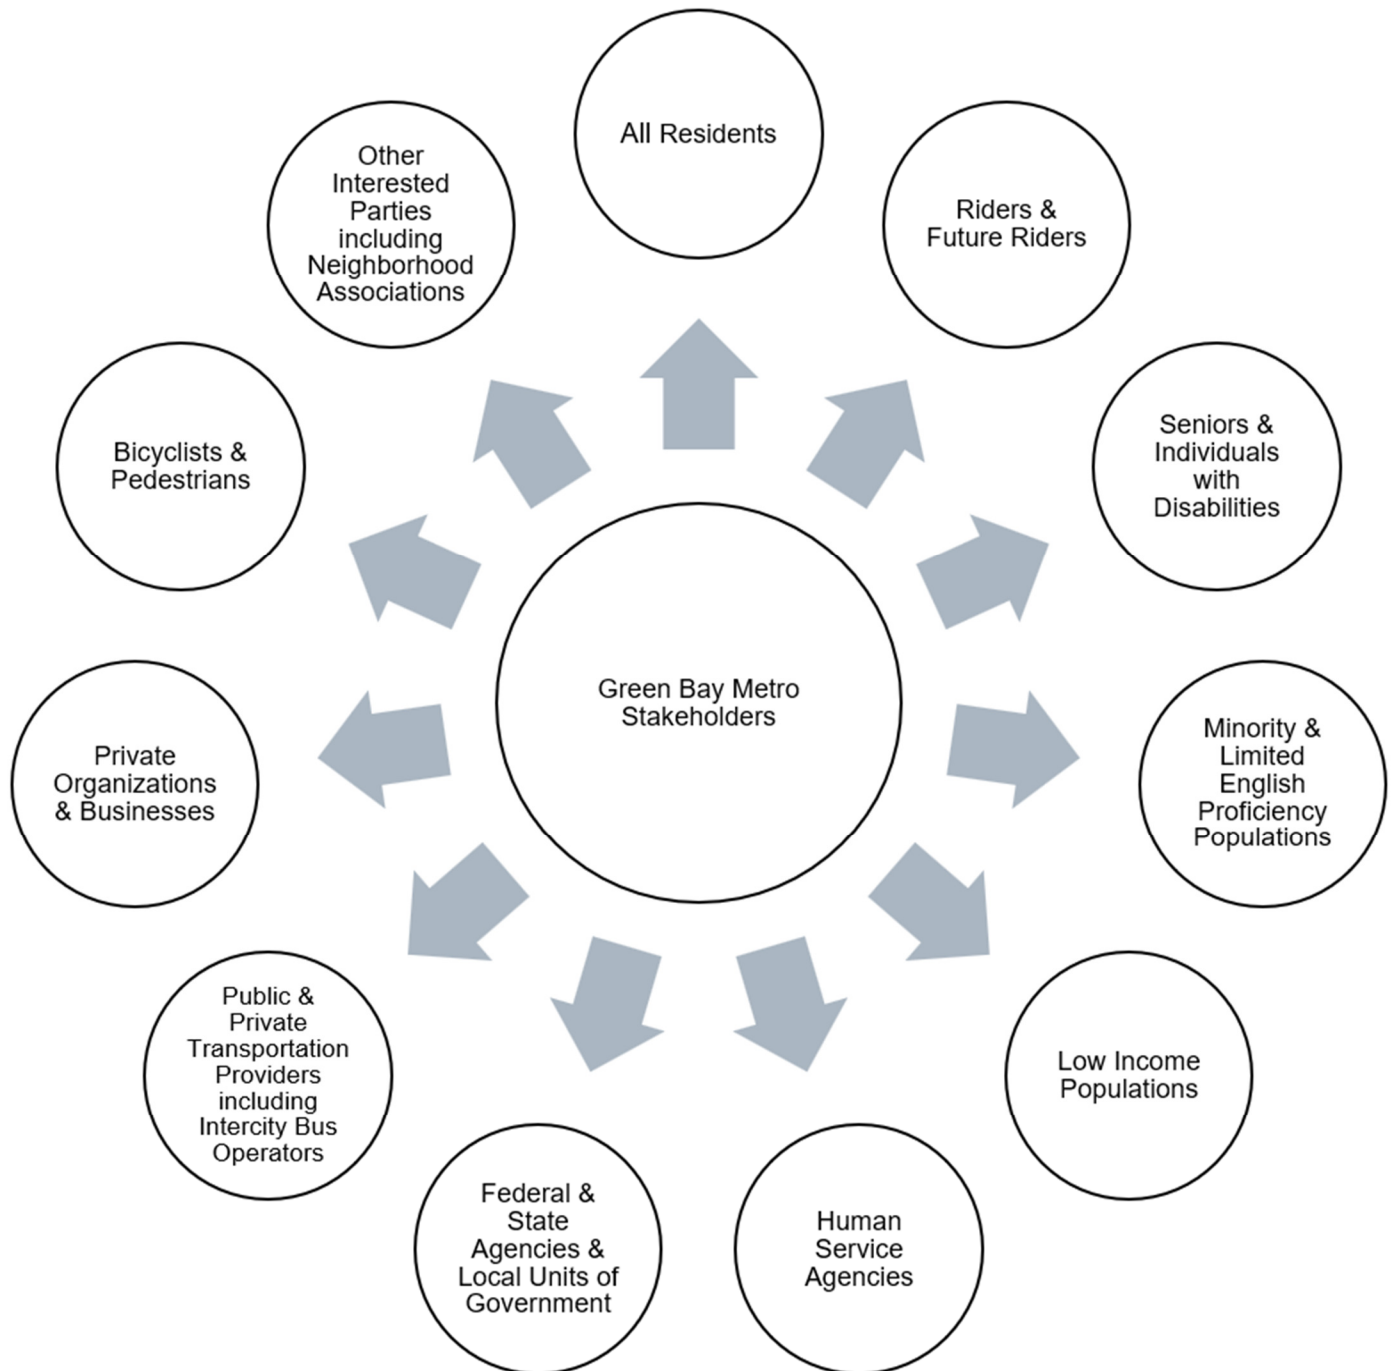 All Residents
Riders &
Future Riders
Seniors &
Individuals
with
Disabilities
Minority &
Limited
English
Proficiency
Populations
Low Income
Populations
Human
Service
Agencies
Federal &
State
Agencies &
Local Units of
Government
Public &
Private
Transportation
Providers
including
Intercity Bus
Operators
Private
Organizations
& Businesses
Bicyclists &
Pedestrians
Other
Interested
Parties
including
Neighborhood
Associations
Green Bay Metro
Stakeholders